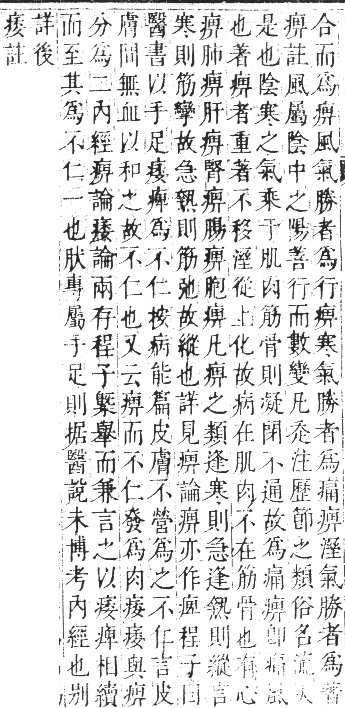 合而爲痹風氣勝者爲行痹寒氣勝者爲痛痹溼氣勝者爲着
痹註風屬陰中之陽善行而數變凡炁注歷節之類俗名流火
是也陰寒之氣乘于肌肉筋骨則凝閉不通故爲痛痹卽痛風
也著痹者重著不移溼從土化故病在肌肉不在筋骨也有心
痹肺痹肝痹腎痹腸痹胞痹凡痹之類逢寒則急逢熱則縱言
寒則筋攣故急熱則筋弛故縱也詳見痹論痹亦作痺程子曰
醫書以手足痿痺爲不仁按病能篇皮膚不營爲之不仁言皮
膚間無血以和之故不仁也又云痹而不仁發爲肉痿痿與痹
分爲二內經痹論痿論兩存程子槩舉而兼言之以痿痺相續
而至其爲不仁一也肰專屬手足則据醫說未博考內經也別
詳後
痿註